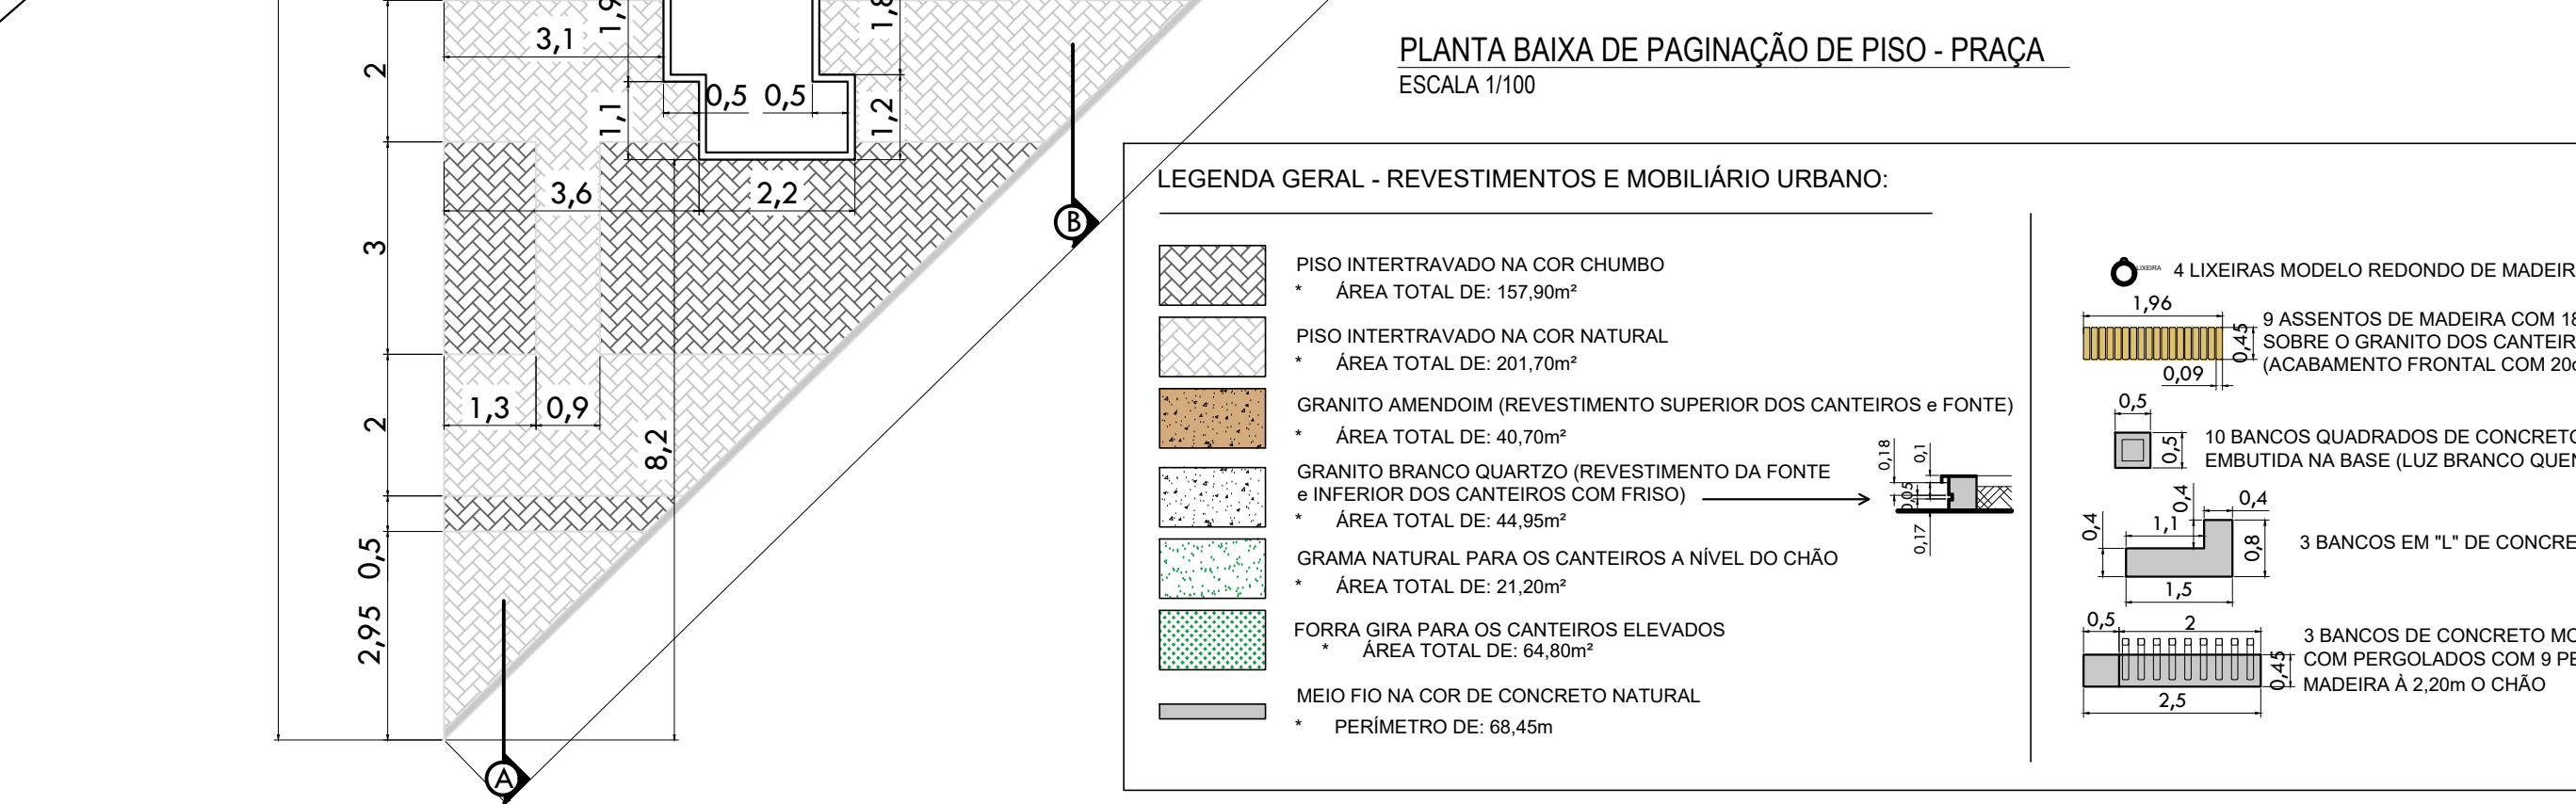 PLANTA BAIXA DE PAGINAÇÃO DE PISO - PRAÇA
ESCALA 1/100
3,1
1,9
1,8
2
1,1
0,5 0,5
1,2
3,6
2,2
3
B
1,3
0,9
2
8,2
0,5
2,95
A
LEGENDA GERAL - REVESTIMENTOS E MOBILIÁRIO URBANO:
PISO INTERTRAVADO NA COR CHUMBO
* ÁREA TOTAL DE: 157,90m²
PISO INTERTRAVADO NA COR NATURAL
* ÁREA TOTAL DE: 201,70m²
GRANITO AMENDOIM (REVESTIMENTO SUPERIOR DOS CANTEIROS e FONTE)
* ÁREA TOTAL DE: 40,70m²
GRANITO BRANCO QUARTZO (REVESTIMENTO DA FONTE
e INFERIOR DOS CANTEIROS COM FRISO)
* ÁREA TOTAL DE: 44,95m²
0,18
0,1
0,05
0,17
GRAMA NATURAL PARA OS CANTEIROS A NÍVEL DO CHÃO
* ÁREA TOTAL DE: 21,20m²
FORRA GIRA PARA OS CANTEIROS ELEVADOS
* ÁREA TOTAL DE: 64,80m²
MEIO FIO NA COR DE CONCRETO NATURAL
* PERÍMETRO DE: 68,45m
LIXEIRA
4 LIXEIRAS MODELO REDONDO DE MADEIR
1,96
0,45
0,09
9 ASSENTOS DE MADEIRA COM 18
SOBRE O GRANITO DOS CANTEIR
(ACABAMENTO FRONTAL COM 20
0,5
0,5
10 BANCOS QUADRADOS DE CONCRETO
EMBUTIDA NA BASE (LUZ BRANCO QUEN
0,4
1,1
0,4
0,4
0,8
1,5
3 BANCOS EM "L" DE CONCRE
0,5
2
0,45
2,5
3 BANCOS DE CONCRETO MO
COM PERGOLADOS COM 9 PE
MADEIRA À 2,20m O CHÃO